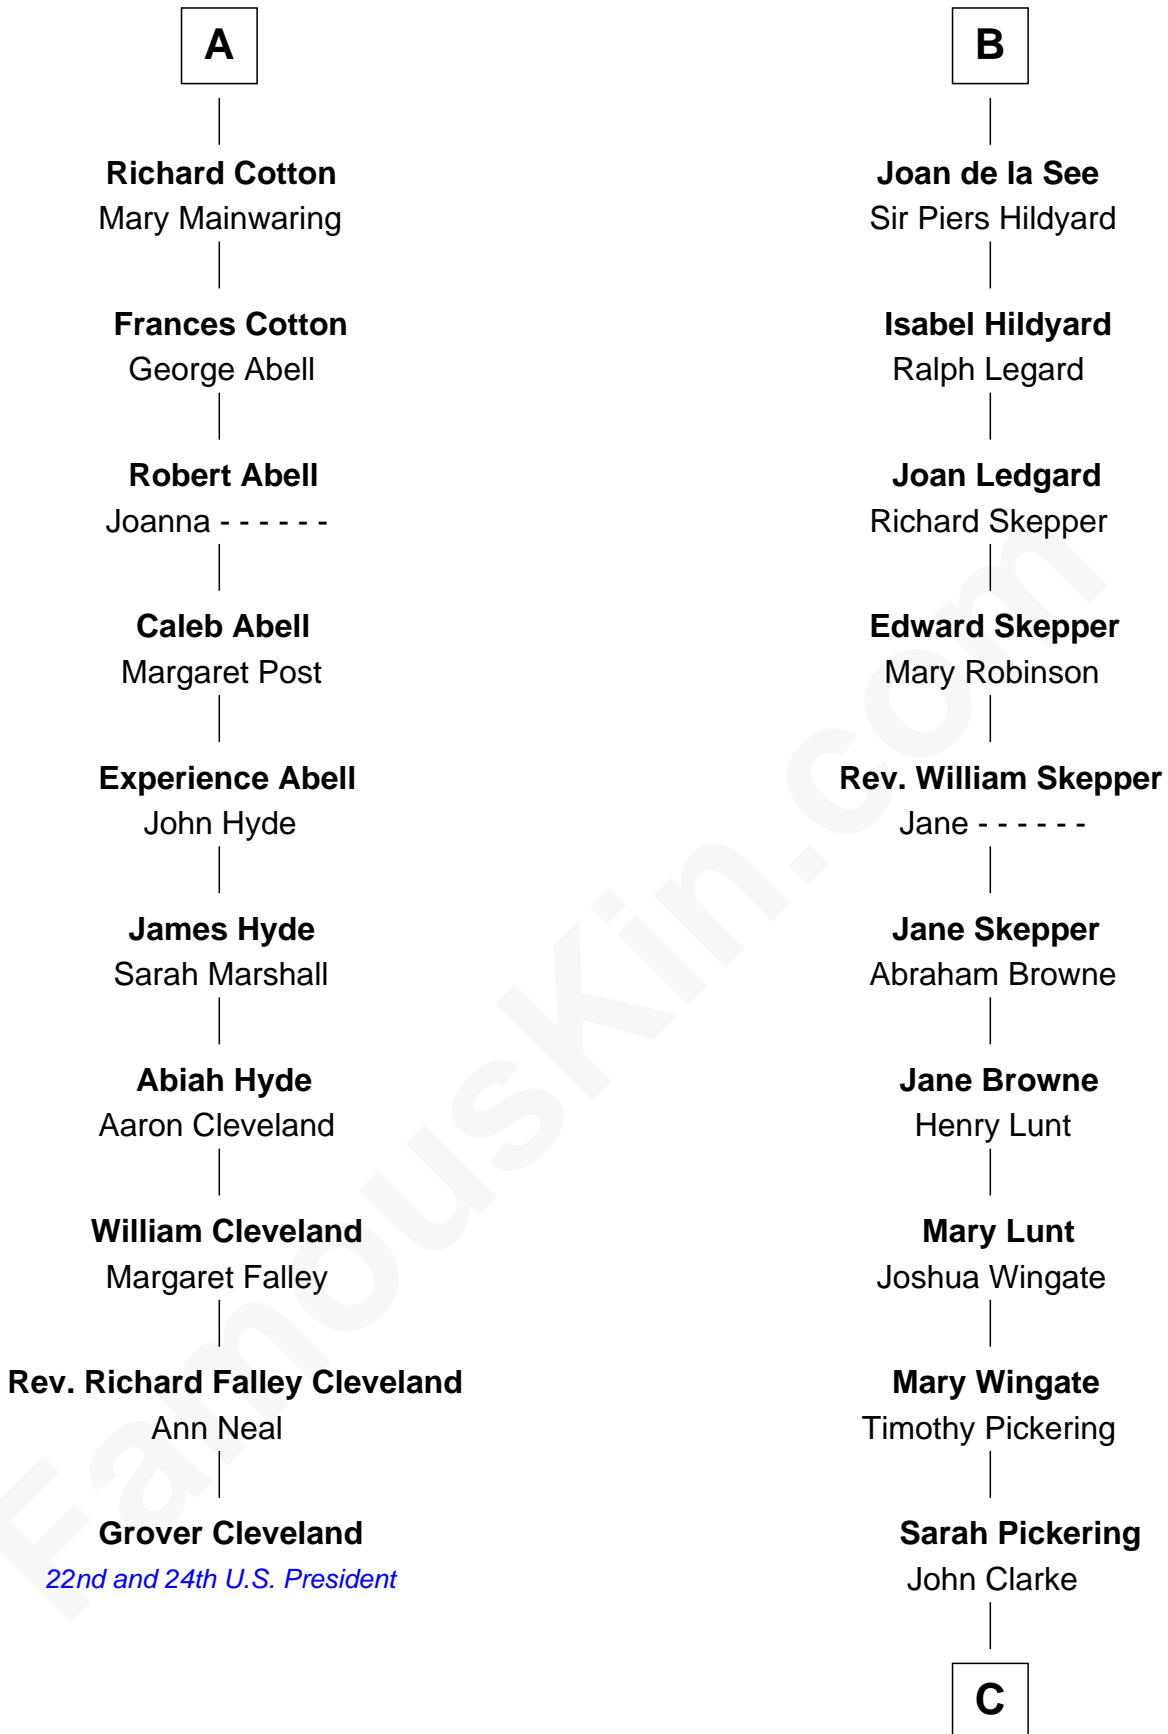 A
Richard Cotton
Mary Mainwaring
Frances Cotton
George Abell
Robert Abell
Joanna - - - - - -
Caleb Abell
Margaret Post
Experience Abell
John Hyde
James Hyde
Sarah Marshall
Abiah Hyde
Aaron Cleveland
William Cleveland
Margaret Falley
Rev. Richard Falley Cleveland
Ann Neal
Grover Cleveland
22nd and 24th U.S. President
B
Joan de la See
Sir Piers Hildyard
Isabel Hildyard
Ralph Legard
Joan Ledgard
Richard Skepper
Edward Skepper
Mary Robinson
Rev. William Skepper
Jane - - - - - -
Jane Skepper
Abraham Browne
Jane Browne
Henry Lunt
Mary Lunt
Joshua Wingate
Mary Wingate
Timothy Pickering
Sarah Pickering
John Clarke
C
FamousKin.com